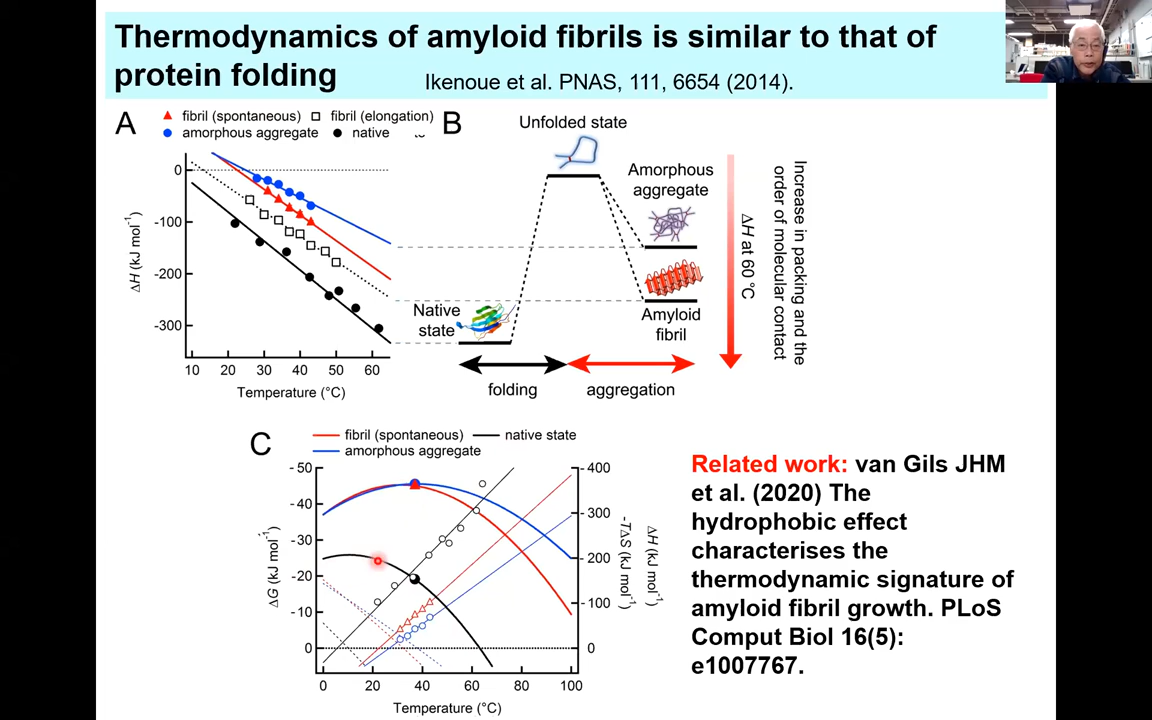 Thermodynamics of amyloid fibrils is similar to that of
protein folding
Ikenoue et al. PNAS, 111, 6654 (2014).
A
fibril (spontaneous)
fibril (elongation)
amorphous aggregate
native
0
-100
-200
-300
ΔH (kJ mol-1)
10 20 30 40 50 60
Temperature (°C)
B
Unfolded state
Amorphous
aggregate
Native
state
Amyloid
fibril
folding
aggregation
ΔH at 60 °C
Increase in packing and the
order of molecular contact
C
fibril (spontaneous)
native state
amorphous aggregate
-50
-40
-30
-20
-10
0
ΔG (kJ mol-1)
0 20 40 60 80 100
Temperature (°C)
-400
-300
-200
-100
0
-TΔS (kJ mol-1)
ΔH (kJ mol-1)
Related work: van Gils JHM
et al. (2020) The
hydrophobic effect
characterises the
thermodynamic signature of
amyloid fibril growth. PLoS
Comput Biol 16(5):
e1007767.